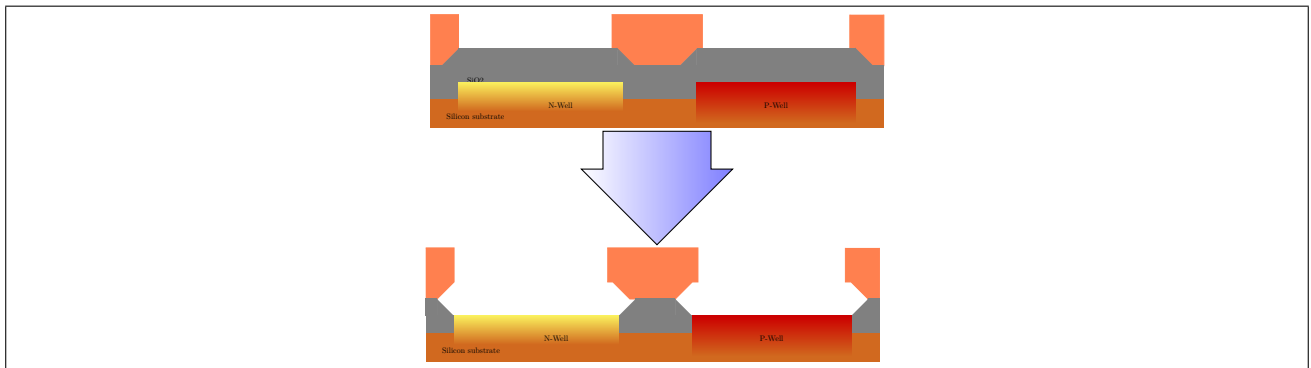 SiO2
N-Well
P-Well
Silicon substrate
N-Well
P-Well
Silicon substrate